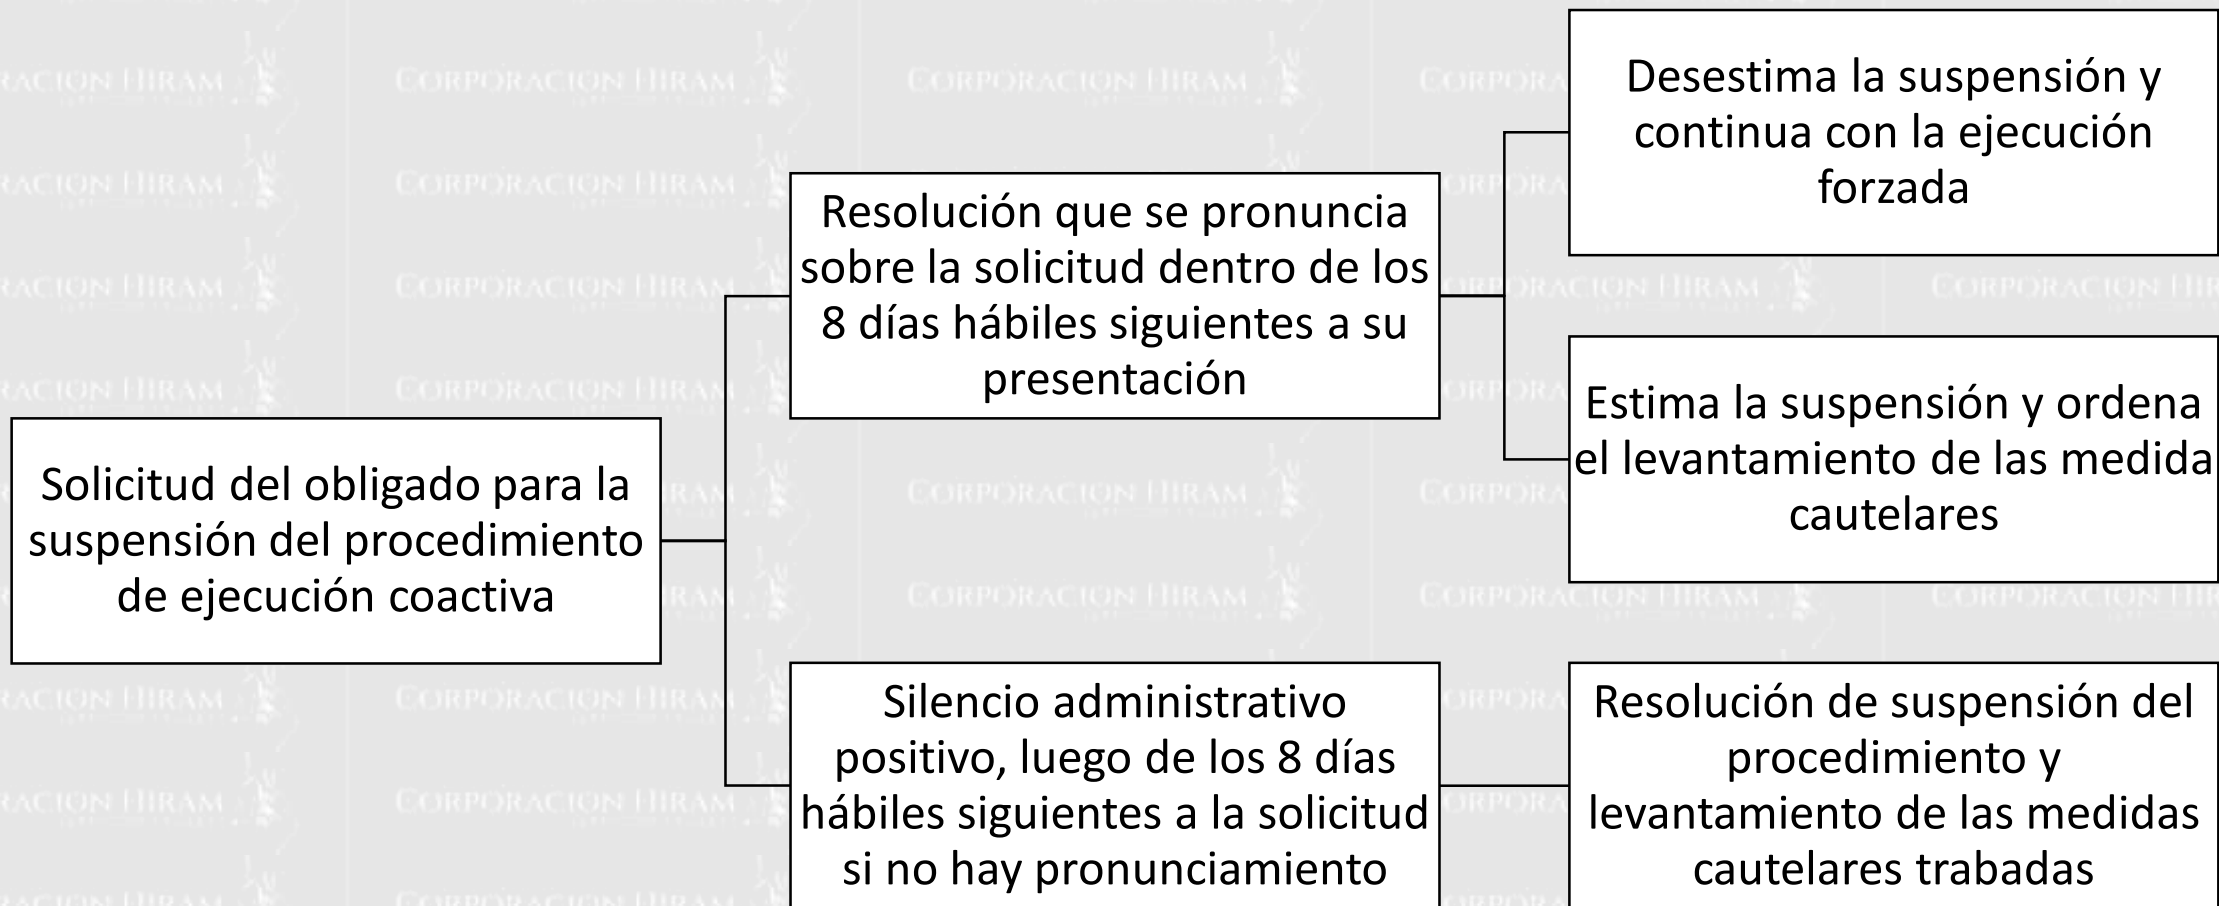 Solicitud del obligado para la
suspensión del procedimiento
de ejecución coactiva
Resolución que se pronuncia
sobre la solicitud dentro de los
8 días hábiles siguientes a su
presentación
Desestima la suspensión y
continua con la ejecución
forzada
Estima la suspensión y ordena
el levantamiento de las medida
cautelares
Silencio administrativo
positivo, luego de los 8 días
hábiles siguientes a la solicitud
si no hay pronunciamiento
Resolución de suspensión del
procedimiento y
levantamiento de las medidas
cautelares trabadas
CORPORACION HIRAM